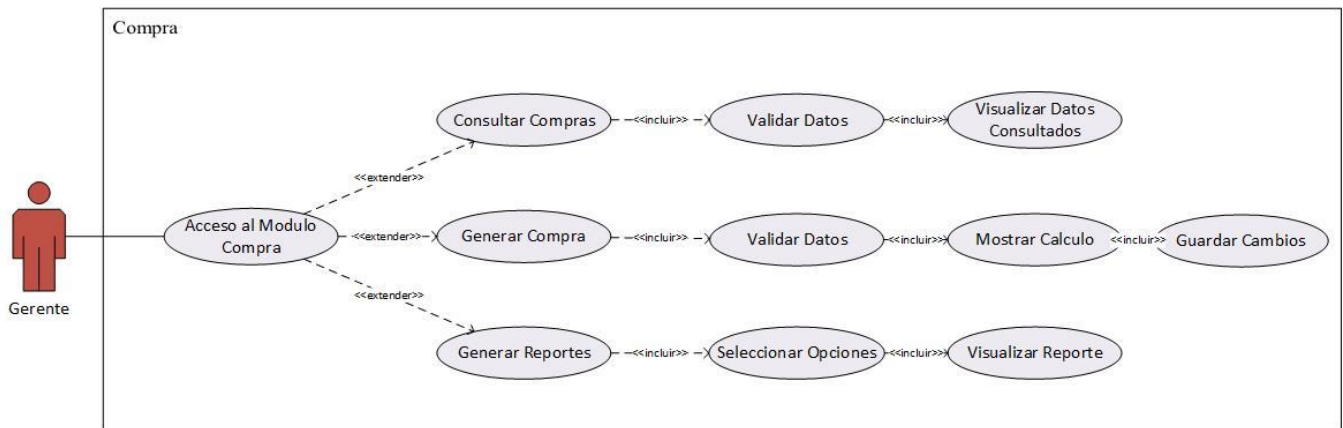 Compra
Consultar Compras
<<incluir>>
Validar Datos
<<incluir>>
Visualizar Datos
Consultados
<<extender>>
Acceso al Modulo
Compra
<<extender>>
Generar Compra
<<incluir>>
Validar Datos
<<incluir>>
Mostrar Calculo
<<incluir>>
Guardar Cambios
<<extender>>
Gerente
Generar Reportes
<<incluir>>
Seleccionar Opciones
<<incluir>>
Visualizar Reporte